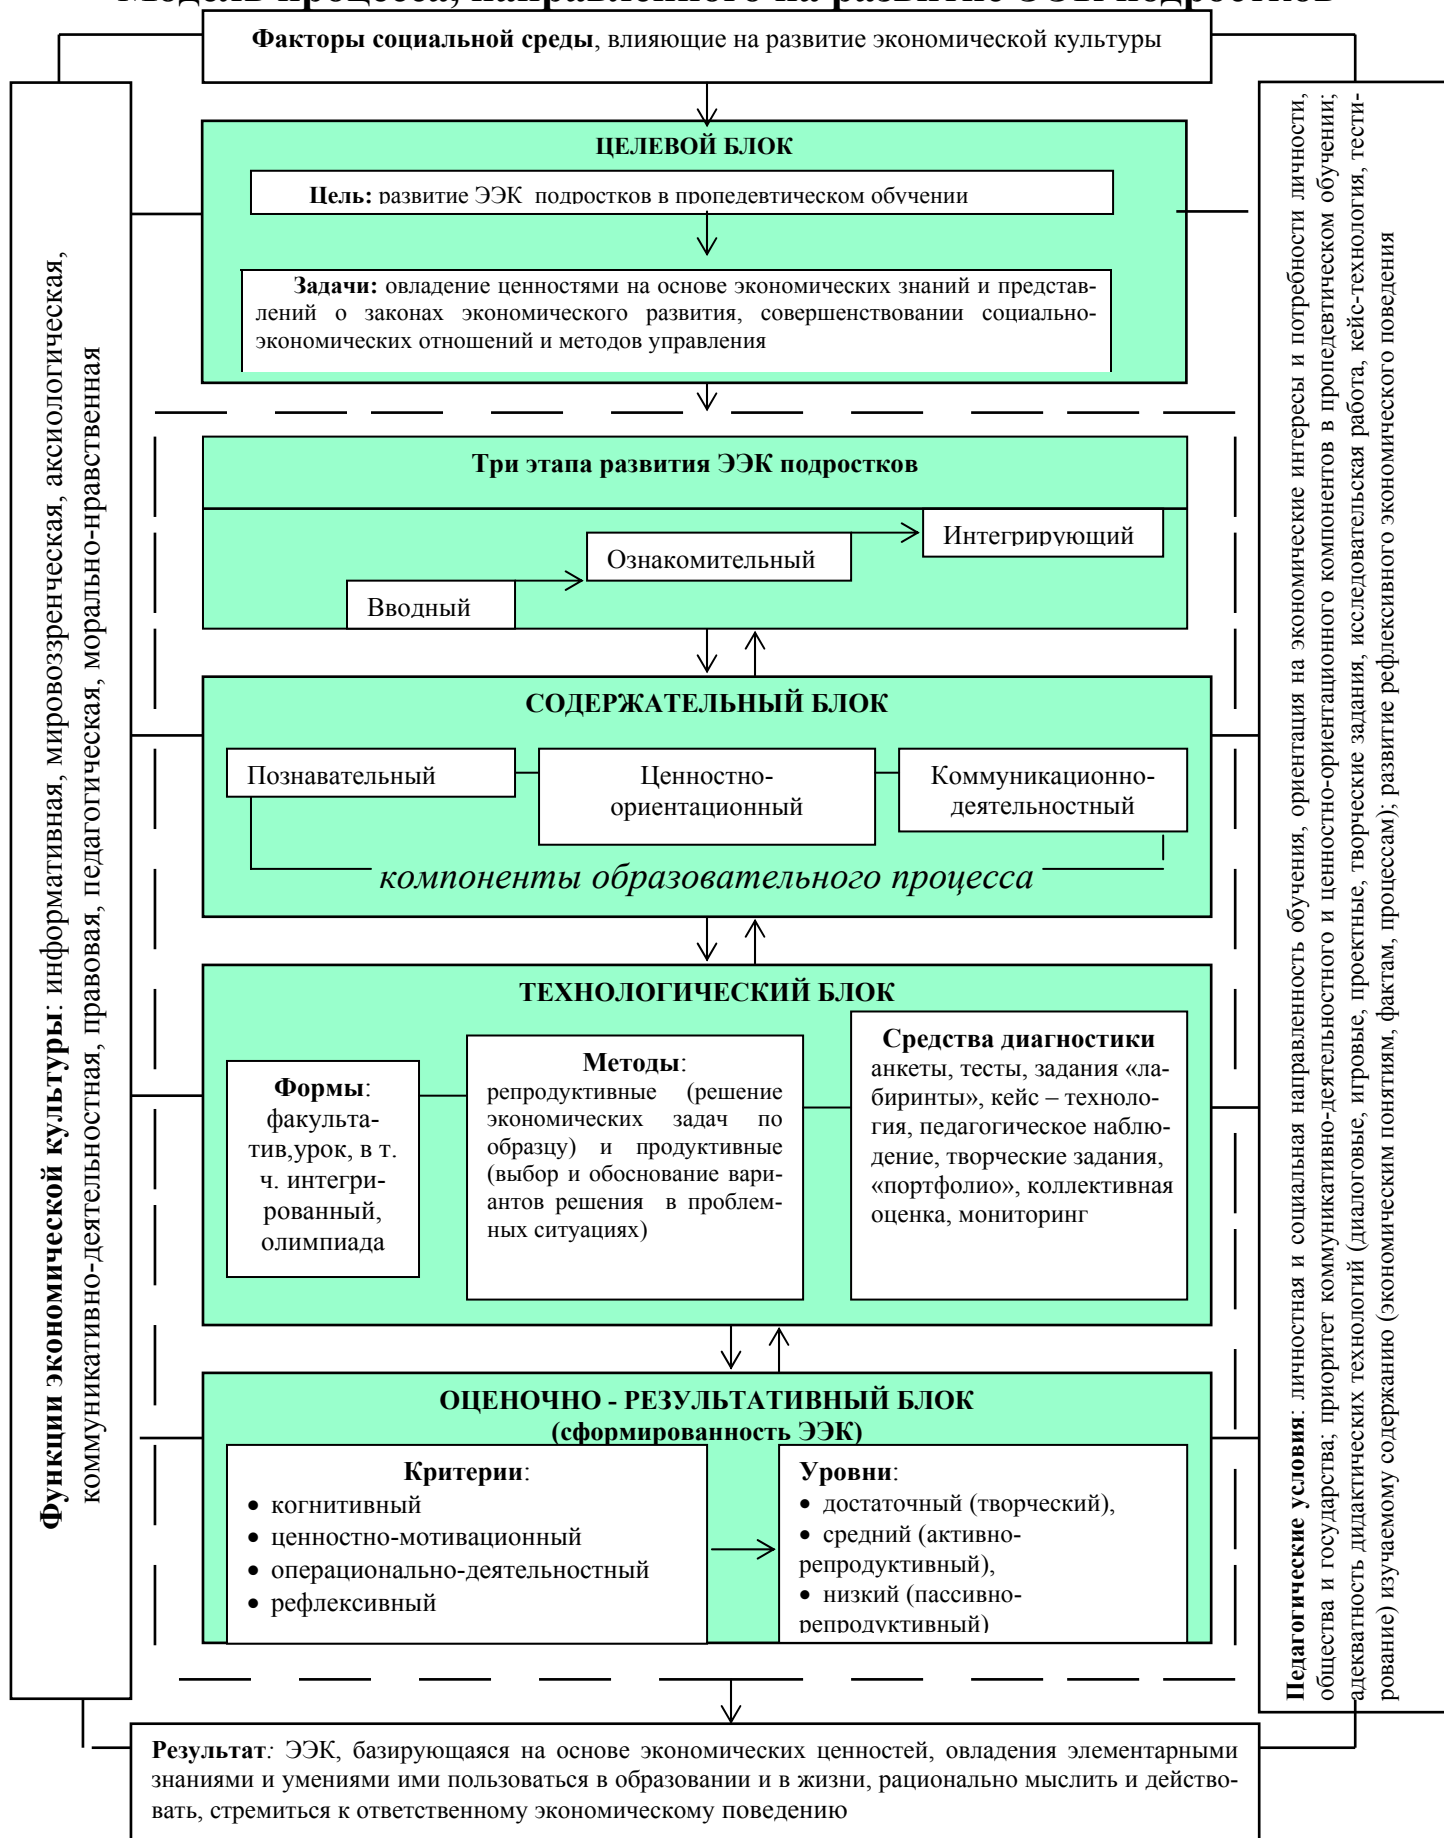 Модель процесса, направленного на развитие ЭЭК подростков
Факторы социальной среды, влияющие на развитие экономической культуры
Функции экономической культуры: информативная, мировоззренческая, аксиологическая,
коммуникативно-деятельностная, правовая, педагогическая, морально-нравственная
ЦЕЛЕВОЙ БЛОК
Цель: развитие ЭЭК подростков в пропедевтическом обучении
Задачи: овладение ценностями на основе экономических знаний и представ-
лений о законах экономического развития, совершенствовании социально-
экономических отношений и методов управления
Три этапа развития ЭЭК подростков
Вводный
Ознакомительный
Интегрирующий
СОДЕРЖАТЕЛЬНЫЙ БЛОК
Познавательный
Ценностно-
ориентационный
Коммуникационно-
деятельностный
компоненты образовательного процесса
ТЕХНОЛОГИЧЕСКИЙ БЛОК
Формы:
факульта-
тив,урок, в т.
ч. интегри-
рованный,
олимпиада
Методы:
репродуктивные (решение
экономических задач по
образцу) и продуктивные
(выбор и обоснование вари-
антов решения в проблем-
ных ситуациях)
Средства диагностики
анкеты, тесты, задания «ла-
биринты», кейс – техноло-
гия, педагогическое наблю-
дение, творческие задания,
«портфолио», коллективная
оценка, мониторинг
ОЦЕНОЧНО - РЕЗУЛЬТАТИВНЫЙ БЛОК
(сформированность ЭЭК)
Критерии:
• когнитивный
• ценностно-мотивационный
• операционально-деятельностный
• рефлексивный
Уровни:
• достаточный (творческий),
• средний (активно-
репродуктивный),
• низкий (пассивно-
репродуктивный)
Педагогические условия: личностная и социальная направленность обучения, ориентация на экономические интересы и потребности личности,
общества и государства; приоритет коммуникативно-деятельностного и ценностно-ориентационного компонентов в пропедевтическом обучении;
адекватность дидактических технологий (диалоговые, игровые, проектные, творческие задания, исследовательская работа, кейс-технология, тести-
рование) изучаемому содержанию (экономическим понятиям, фактам, процессам); развитие рефлексивного экономического поведения
Результат: ЭЭК, базирующаяся на основе экономических ценностей, овладения элементарными
знаниями и умениями ими пользоваться в образовании и в жизни, рационально мыслить и действо-
вать, стремиться к ответственному экономическому поведению